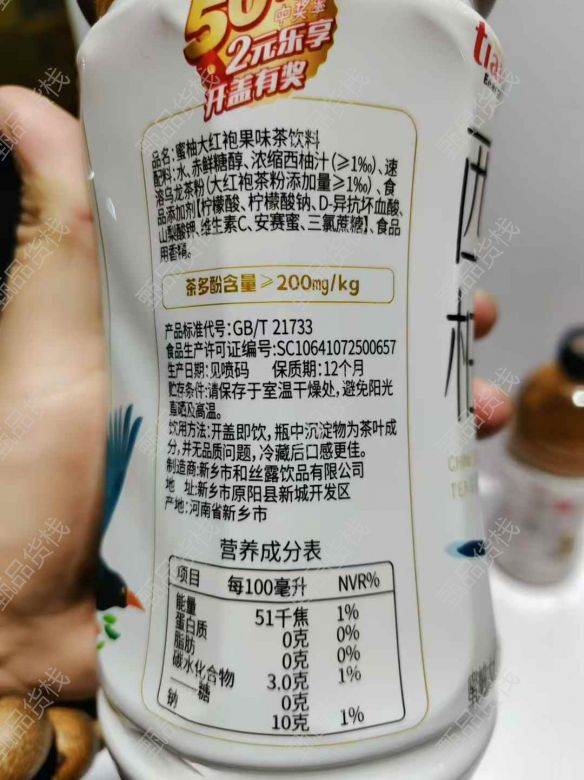 中奖率
2元乐享
开盖有奖
品名:蜜柚大红袍果味茶饮料
配料:水、赤鲜糖醇、浓缩西柚汁(≥1‰)、速
溶乌龙茶粉(大红袍茶粉添加量≥1‰)、食
品添加剂【柠檬酸、柠檬酸钠、D-异抗坏血酸、
山梨酸钾、维生素C、安赛蜜、三氯蔗糖】、食品
用香精。
茶多酚含量≥200mg/kg
产品标准代号:GB/T 21733
食品生产许可证编号:SC10641072500657
生产日期:见喷码 保质期:12个月
贮存条件:请保存于室温干燥处,避免阳光
直晒及高温。
饮用方法:开盖即饮,瓶中沉淀物为茶叶成
分,并无品质问题,冷藏后口感更佳。
制造商:新乡市和丝露饮品有限公司
地 址:新乡市原阳县新城开发区
产地:河南省新乡市
营养成分表
项目 每100毫升 NVR%
能量 51千焦 1%
蛋白质 0克 0%
脂肪 0克 0%
碳水化合物 3.0克 1%
——糖 0克
钠 10克 1%
西
柚
甄品货栈